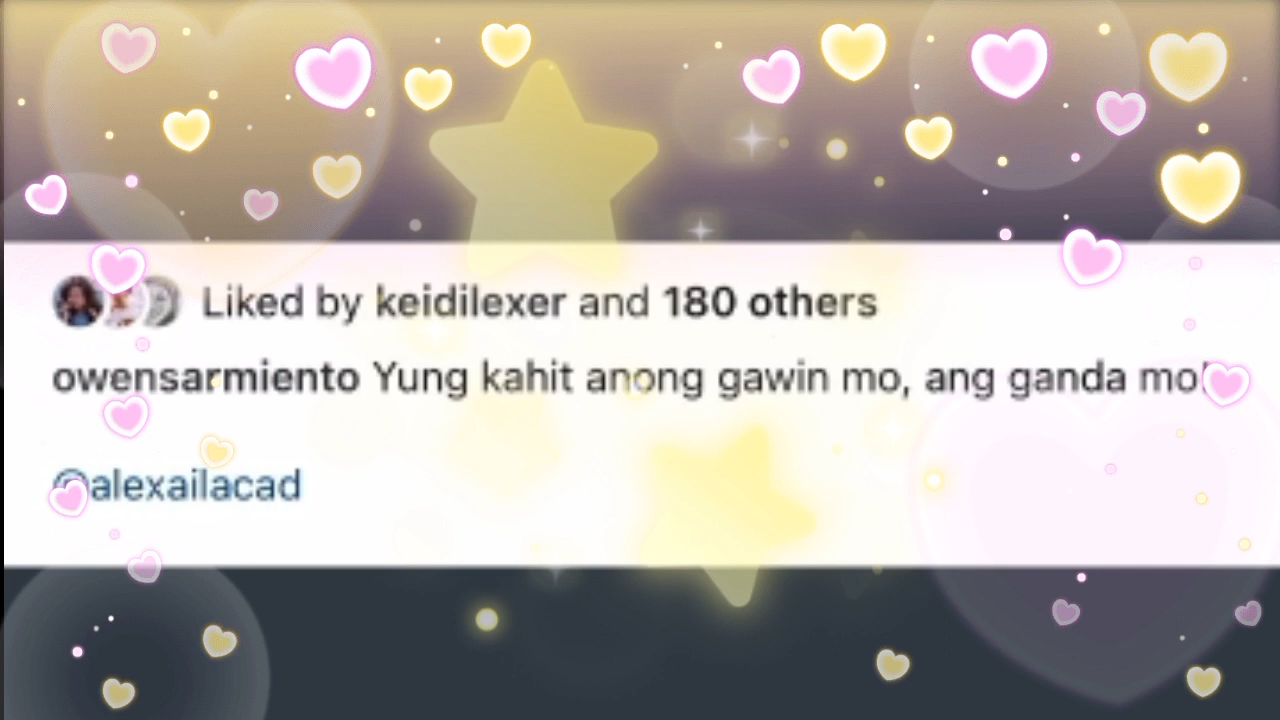 Liked by keidilexer and 180 others
owensarmiento Yung kahit anong gawin mo, ang ganda mo!
@alexailacad